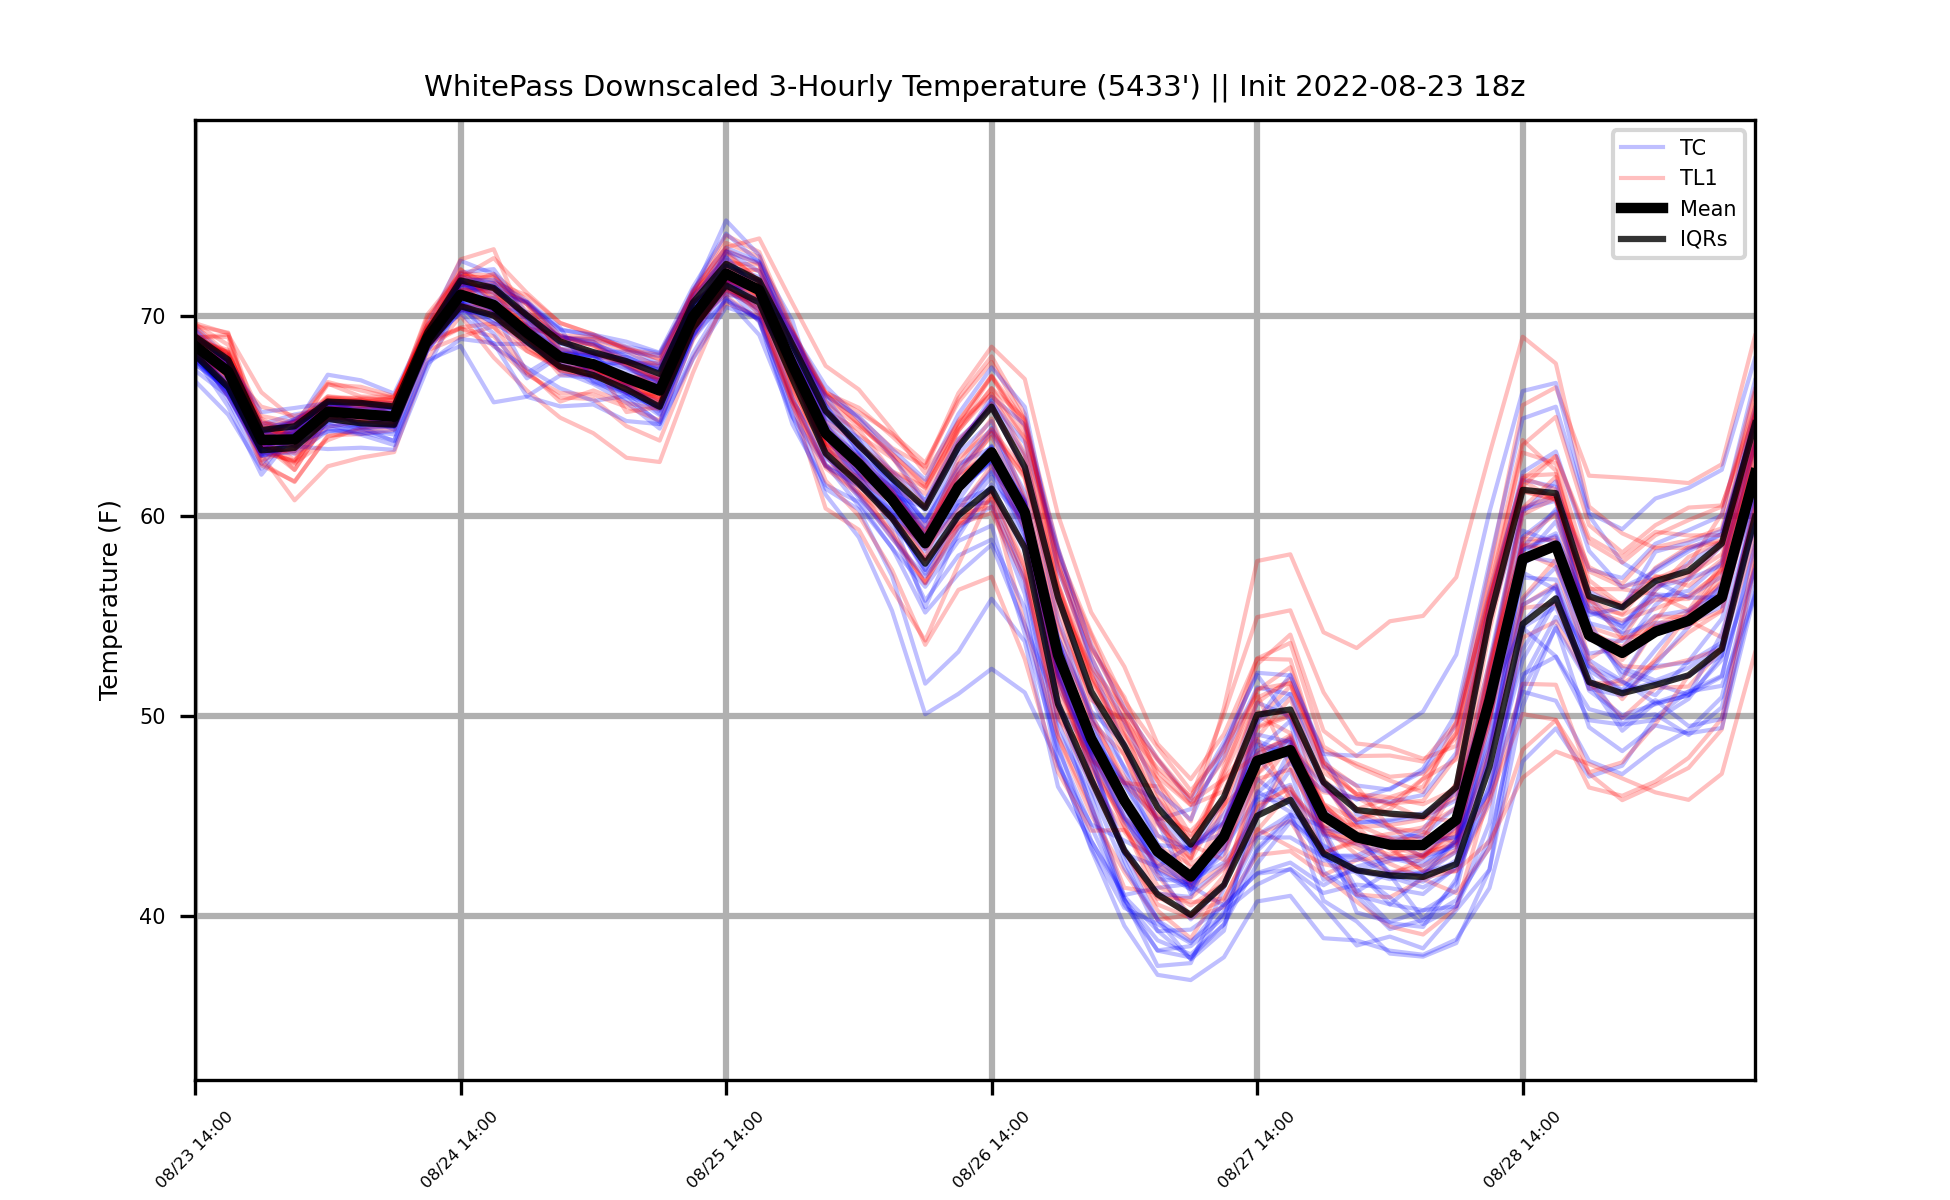 WhitePass Downscaled 3-Hourly Temperature (5433') || Init 2022-08-23 18z
TC
TL1
Mean
IQRs
Temperature (F)
70
60
50
40
08/23 14:00
08/24 14:00
08/25 14:00
08/26 14:00
08/27 14:00
08/28 14:00